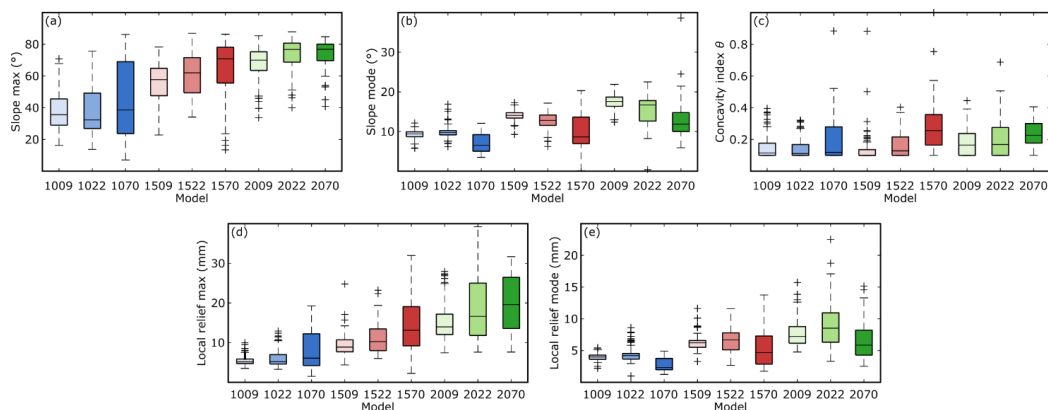 (a)
Slope max (°)
80
60
40
20
1009 1022 1070 1509 1522 1570 2009 2022 2070
Model
(b)
Slope mode (°)
40
30
20
10
1009 1022 1070 1509 1522 1570 2009 2022 2070
Model
(c)
Concavity index θ
0.8
0.6
0.4
0.2
1009 1022 1070 1509 1522 1570 2009 2022 2070
Model
(d)
Local relief max (mm)
40
30
20
10
1009 1022 1070 1509 1522 1570 2009 2022 2070
Model
(e)
Local relief mode (mm)
20
15
10
5
1009 1022 1070 1509 1522 1570 2009 2022 2070
Model